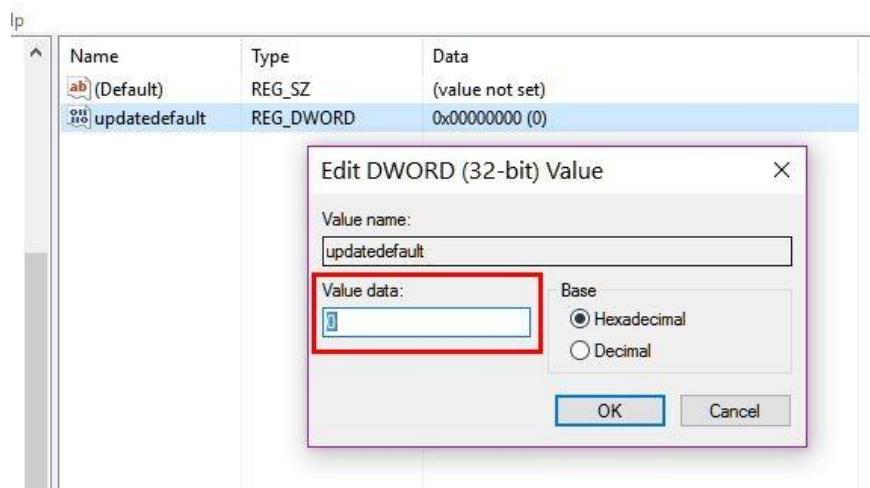 lp
Name Type Data
(Default) REG_SZ (value not set)
updatedefault REG_DWORD 0x00000000 (0)
Edit DWORD (32-bit) Value
Value name:
updatedefault
Value data: Base
0 Hexadecimal
Decimal
OK Cancel